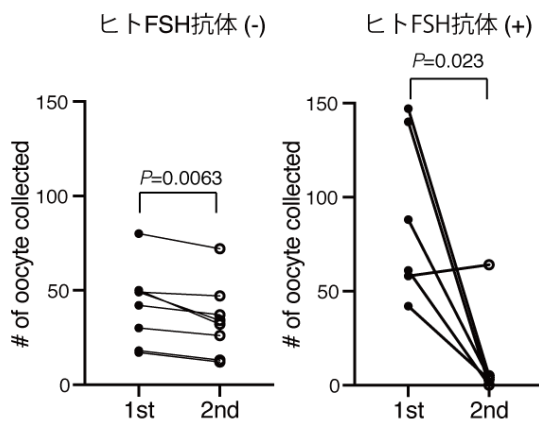 ヒトFSH抗体 (-)
P=0.0063
# of oocyte collected
150
100
50
0
1st
2nd
ヒトFSH抗体 (+)
P=0.023
# of oocyte collected
150
100
50
0
1st
2nd